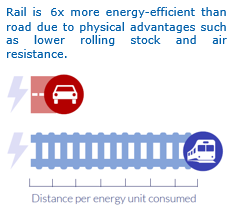 Rail is 6x more energy-efficient than
road due to physical advantages such
as lower rolling stock and air
resistance.
Distance per energy unit consumed